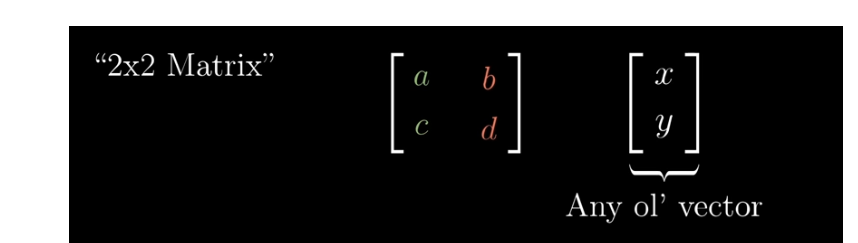 “2x2 Matrix”
a b x
c d y
Any ol’ vector